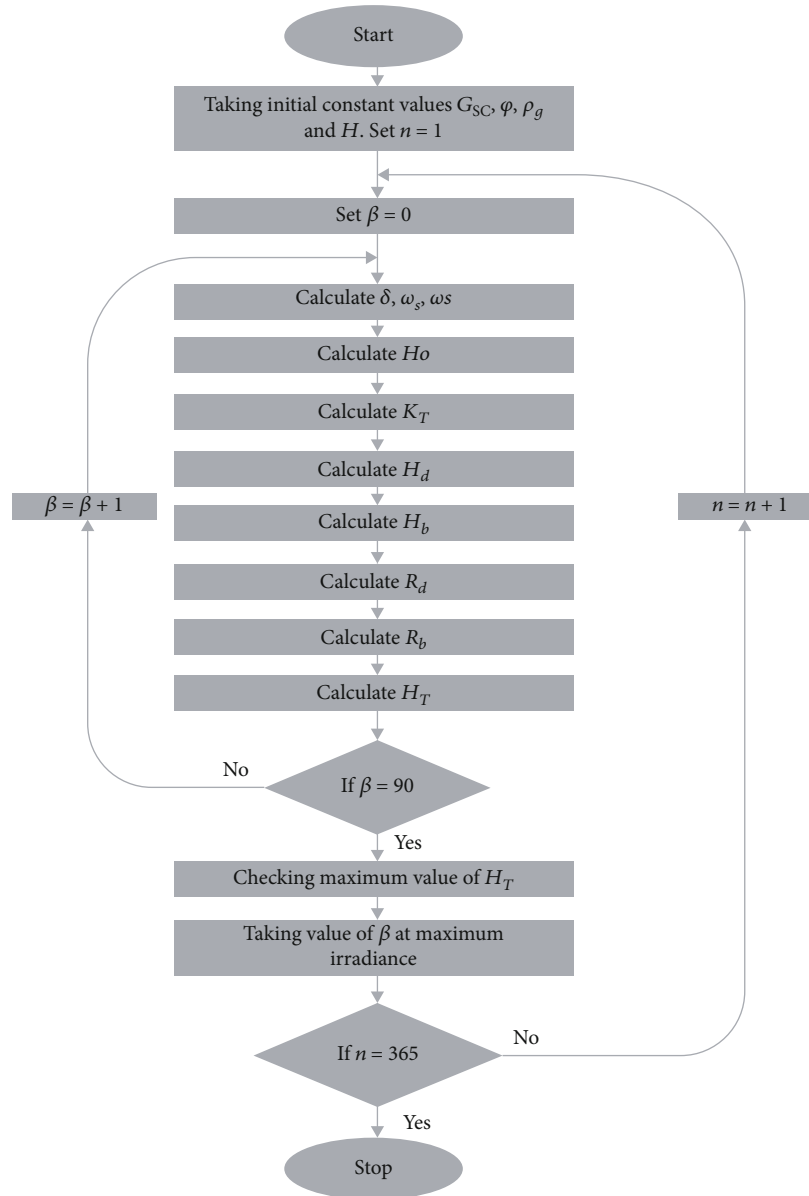 Start
Taking initial constant values G_SC, φ, ρ_g
and H. Set n = 1
Set β = 0
Calculate δ, ω_s, ωs
Calculate Ho
Calculate K_T
Calculate H_d
β = β + 1
n = n + 1
Calculate H_b
Calculate R_d
Calculate R_b
Calculate H_T
No
If β = 90
Yes
Checking maximum value of H_T
Taking value of β at maximum
irradiance
If n = 365
No
Yes
Stop